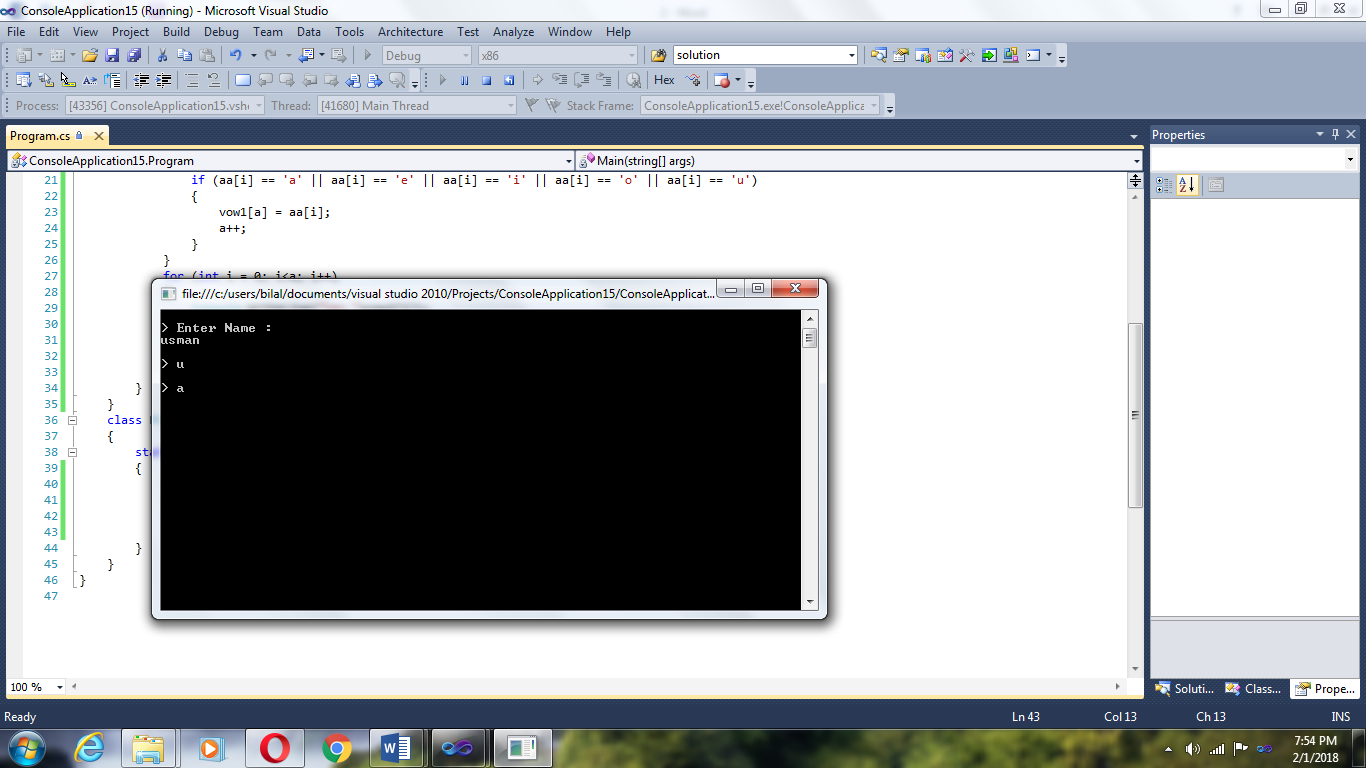 ConsoleApplication15 (Running) - Microsoft Visual Studio
File Edit View Project Build Debug Team Data Tools Architecture Test Analyze Window Help
Debug x86 solution
Hex
Process: [43356] ConsoleApplication15.vsho Thread: [41680] Main Thread Stack Frame: ConsoleApplication15.exe!ConsoleApplica
Program.cs
Properties
ConsoleApplication15.Program Main(string[] args)
21 if (aa[i] == 'a' || aa[i] == 'e' || aa[i] == 'i' || aa[i] == 'o' || aa[i] == 'u')
22 {
23 vow1[a] = aa[i];
24 a++;
25 }
26 }
27 for (int i = 0; i<a; i++)
28
29
30
31
32
33
34 }
35 }
36 class
37 {
38 sta
39 {
40
41
42
43
44 }
45 }
46 }
47
file:///c:/users/bilal/documents/visual studio 2010/Projects/ConsoleApplication15/ConsoleApplicat...
> Enter Name :
usman
> u
> a
100 %
Soluti... Class... Prope...
Ready Ln 43 Col 13 Ch 13 INS
7:54 PM
2/1/2018